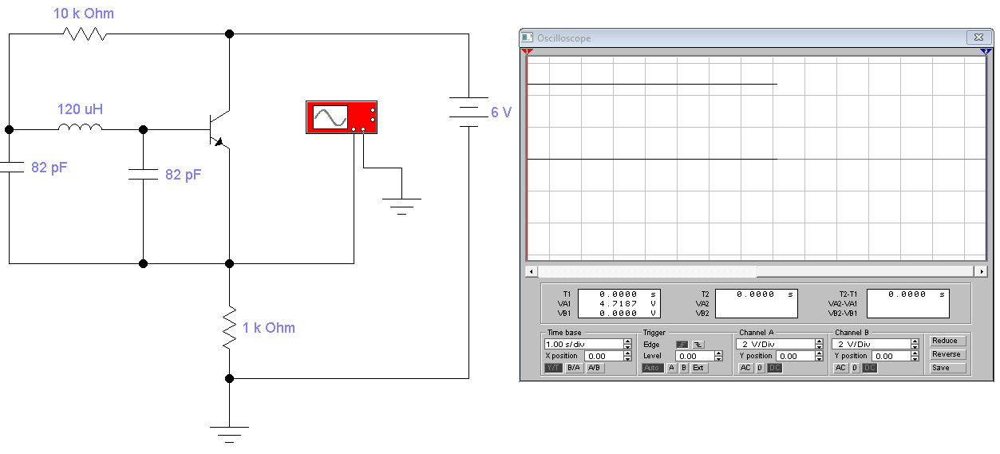 10 k Ohm
120 uH
82 pF
82 pF
6 V
1 k Ohm
Oscilloscope
1
2
T1 0.0000 s
VA1 4.7187 V
VB1 0.0000 V
T2 0.0000 s
VA2
VB2
T2-T1 0.0000 s
VA2-VA1
VB2-VB1
Time base
1.00 s/div
X position 0.00
Y/T B/A A/B
Trigger
Edge
Level 0.00
Auto A B Ext
Channel A
2 V/Div
Y position 0.00
AC 0 DC
Channel B
2 V/Div
Y position 0.00
AC 0 DC
Reduce
Reverse
Save